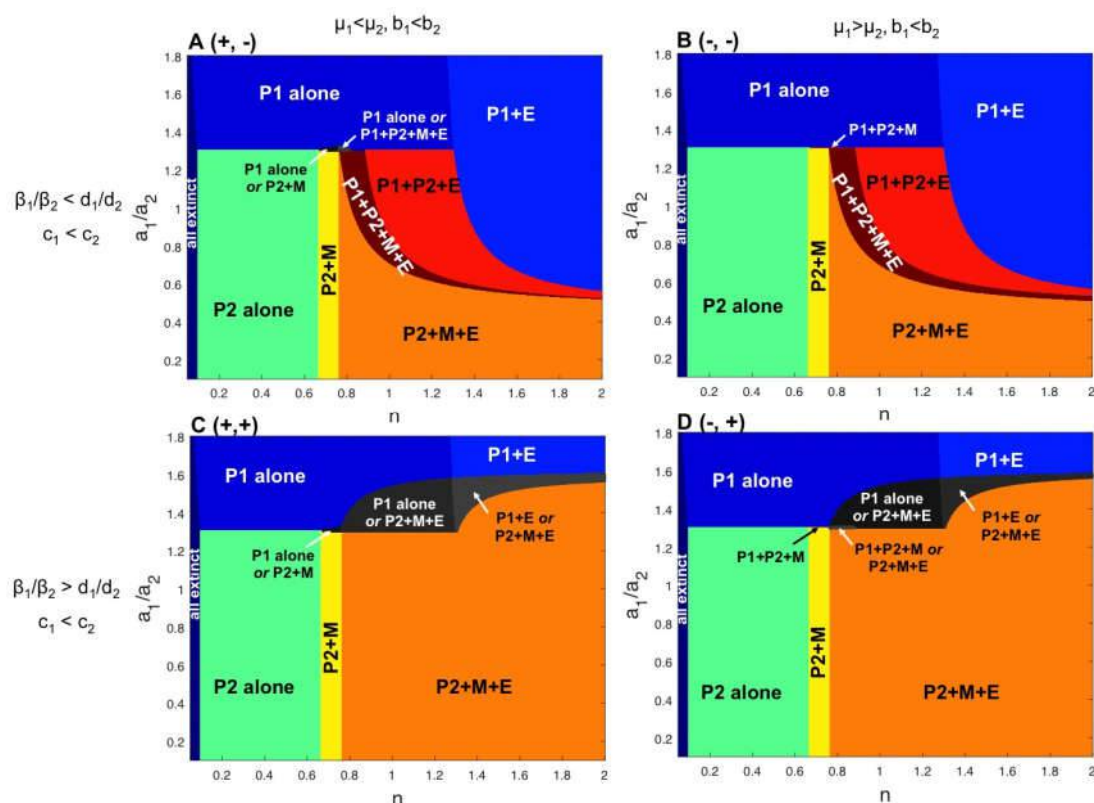 μ₁<μ₂, b₁<b₂
μ₁>μ₂, b₁<b₂
β₁/β₂ < d₁/d₂
c₁ < c₂
A (+, -)
a₁/a₂
1.8
1.6
1.4
1.2
1
0.8
0.6
0.4
0.2
all extinct
P1 alone
P1 alone or
P1+P2+M+E
P1+E
P1 alone
or P2+M
P1+P2+E
P1+P2+M+E
P2+M
P2 alone
P2+M+E
0.2 0.4 0.6 0.8 1 1.2 1.4 1.6 1.8 2
n
B (-, -)
a₁/a₂
1.8
1.6
1.4
1.2
1
0.8
0.6
0.4
0.2
all extinct
P1 alone
P1+P2+M
P1+E
P1+P2+E
P1+P2+M+E
P2+M
P2 alone
P2+M+E
0.2 0.4 0.6 0.8 1 1.2 1.4 1.6 1.8 2
n
β₁/β₂ > d₁/d₂
c₁ < c₂
C (+,+)
a₁/a₂
1.8
1.6
1.4
1.2
1
0.8
0.6
0.4
0.2
all extinct
P1 alone
P1+E
P1 alone
or P2+M+E
P1+E or
P2+M+E
P1 alone
or P2+M
P2+M
P2 alone
P2+M+E
0.2 0.4 0.6 0.8 1 1.2 1.4 1.6 1.8 2
n
D (-, +)
a₁/a₂
1.8
1.6
1.4
1.2
1
0.8
0.6
0.4
0.2
all extinct
P1 alone
P1+E
P1 alone
or P2+M+E
P1+E or
P2+M+E
P1+P2+M
P1+P2+M or
P2+M+E
P2+M
P2 alone
P2+M+E
0.2 0.4 0.6 0.8 1 1.2 1.4 1.6 1.8 2
n